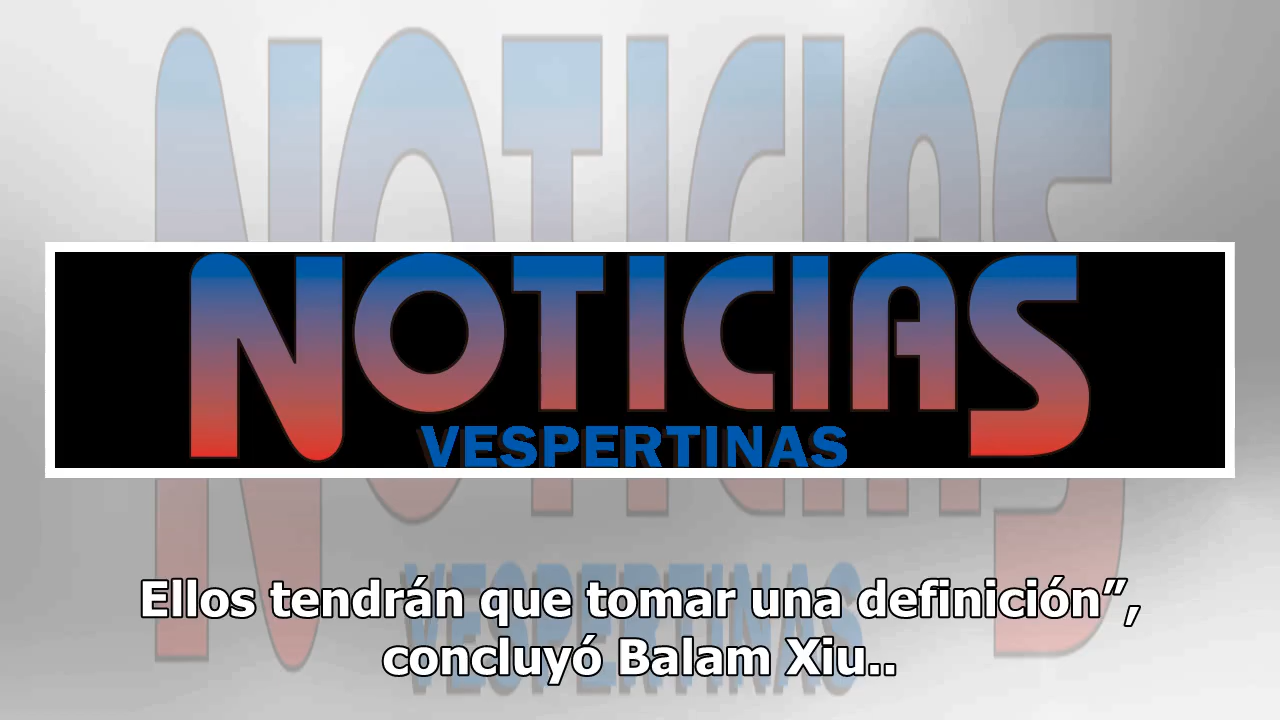 NOTICIAS
VESPERTINAS
Ellos tendrán que tomar una definición”,
concluyó Balam Xiu..